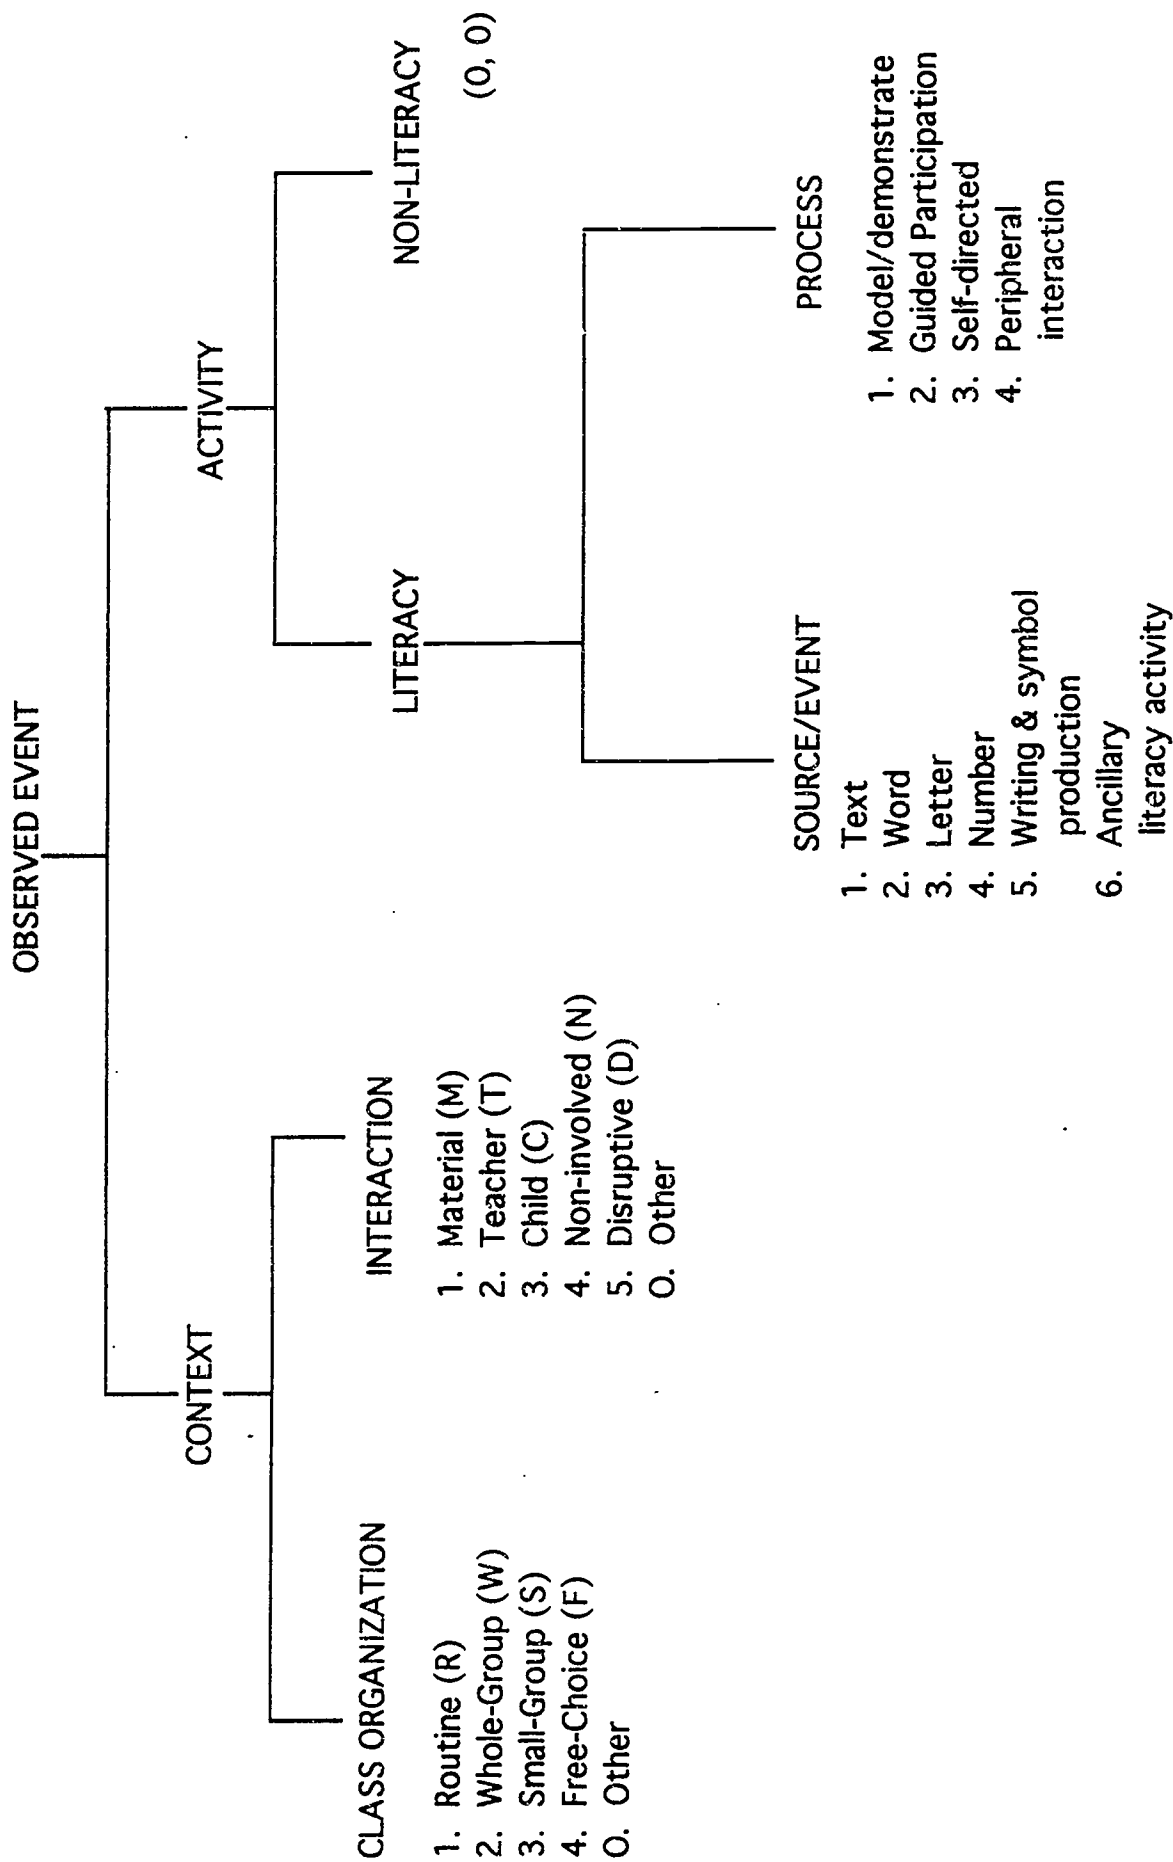 OBSERVED EVENT
CONTEXT
ACTIVITY
CLASS ORGANIZATION
1. Routine (R)
2. Whole-Group (W)
3. Small-Group (S)
4. Free-Choice (F)
O. Other
INTERACTION
1. Material (M)
2. Teacher (T)
3. Child (C)
4. Non-involved (N)
5. Disruptive (D)
O. Other
LITERACY
NON-LITERACY
(O, O)
SOURCE/EVENT
1. Text
2. Word
3. Letter
4. Number
5. Writing & symbol
production
6. Ancillary
literacy activity
PROCESS
1. Model/demonstrate
2. Guided Participation
3. Self-directed
4. Peripheral
interaction